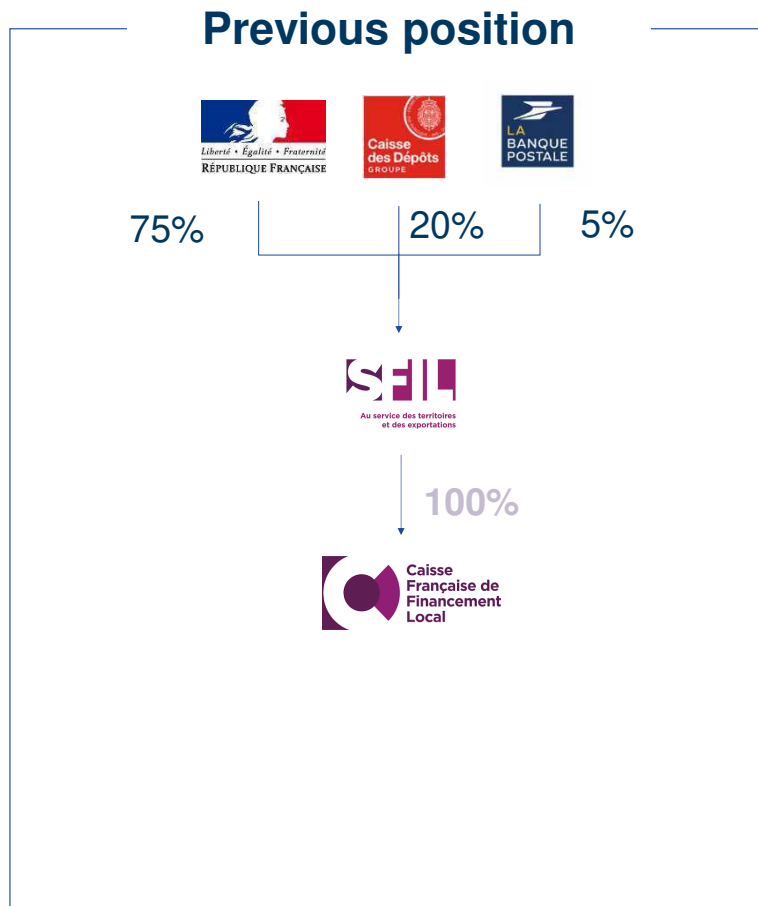 Previous position
Liberté • Égalité • Fraternité
RÉPUBLIQUE FRANÇAISE
Caisse
des Dépôts
GROUPE
LA
BANQUE
POSTALE
75%
20%
5%
SFIL
Au service des territoires
et des exportations
100%
Caisse
Française de
Financement
Local